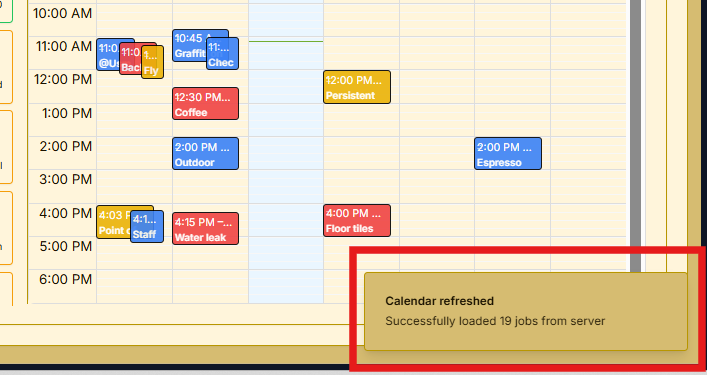 10:00 AM
11:00 AM
12:00 PM
1:00 PM
2:00 PM
3:00 PM
4:00 PM
5:00 PM
6:00 PM
11:0
@Us
11:0
Bac
1...
Fly
4:03
Point
4:1...
Staff
10:45
Graffit
11:...
Chec
12:30 PM...
Coffee
2:00 PM ...
Outdoor
4:15 PM –...
Water leak
12:00 PM...
Persistent
4:00 PM ...
Floor tiles
2:00 PM ...
Espresso
Calendar refreshed
Successfully loaded 19 jobs from server